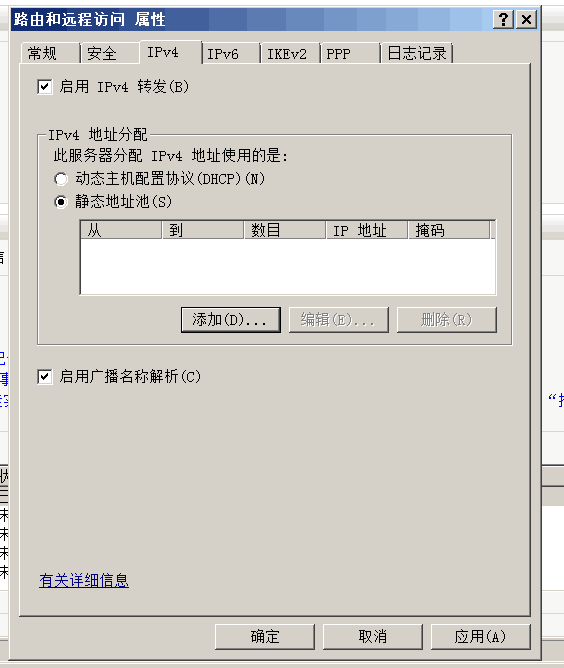 路由和远程访问 属性
常规 安全 IPv4 IPv6 IKEv2 PPP 日志记录
启用 IPv4 转发(B)
IPv4 地址分配
此服务器分配 IPv4 地址使用的是:
动态主机配置协议(DHCP)(N)
静态地址池(S)
从 到 数目 IP 地址 掩码
添加(D)... 编辑(E)... 删除(R)
启用广播名称解析(C)
有关详细信息
确定 取消 应用(A)